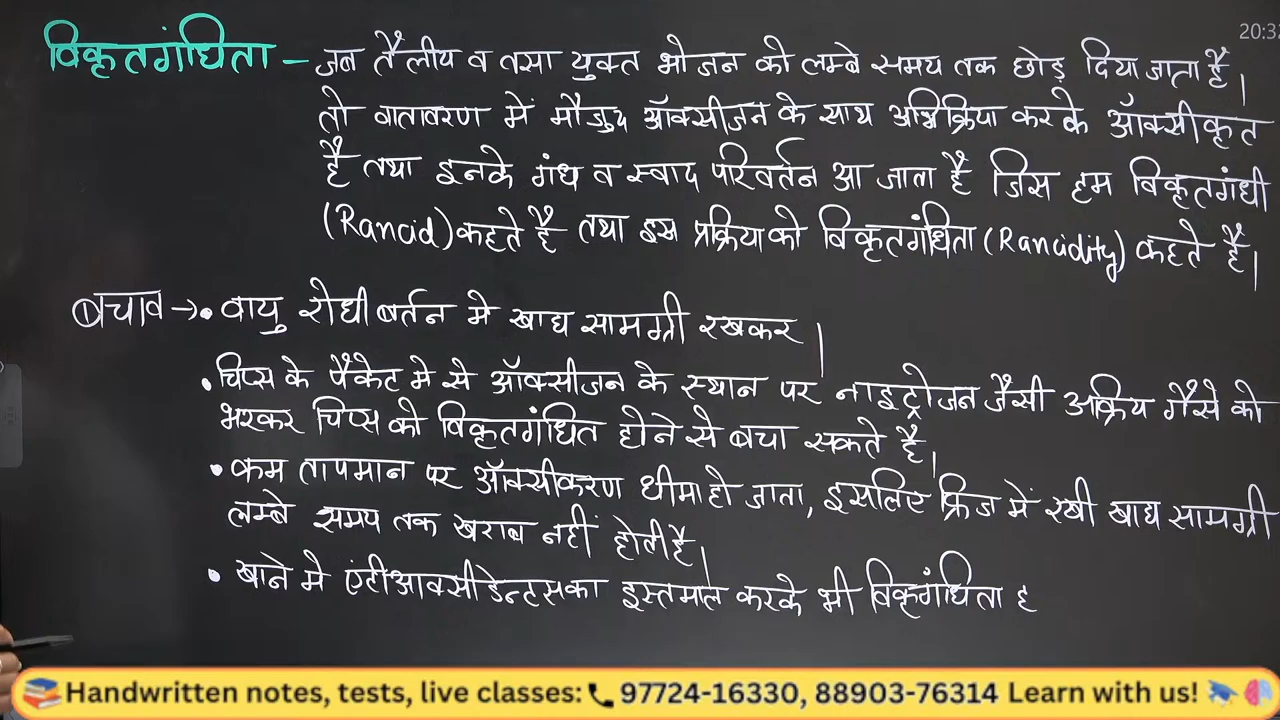 20:32
विकृतगंधिता – जब तैलीय व वसा युक्त भोजन को लम्बे समय तक छोड़ दिया जाता है।
तो वातावरण में मौजुद ऑक्सीजन के साथ अभिक्रिया करके ऑक्सीकृत
है तथा इनके गंध व स्वाद परिवर्तन आ जाता है जिस हम विकृतगंधी
(Rancid) कहते है तथा इस प्रक्रिया को विकृतगंधिता (Rancidity) कहते है।
बचाव → • वायु रोधी बर्तन मे खाद्य सामग्री रखकर।
• चिप्स के पैकेट मे से ऑक्सीजन के स्थान पर नाइट्रोजन जैसी अक्रिय गैसे को
भरकर चिप्स को विकृतगंधित होने से बचा सकते है।
• कम तापमान पर ऑक्सीकरण धीमा हो जाता, इसलिए फ्रिज में रखी खाद्य सामग्री
लम्बे समय तक खराब नहीं होती है।
• खाने मे एंटीआक्सीडेन्टस का इस्तमाल करके भी विकृगंधिता ह
Handwritten notes, tests, live classes: 97724-16330, 88903-76314 Learn with us!